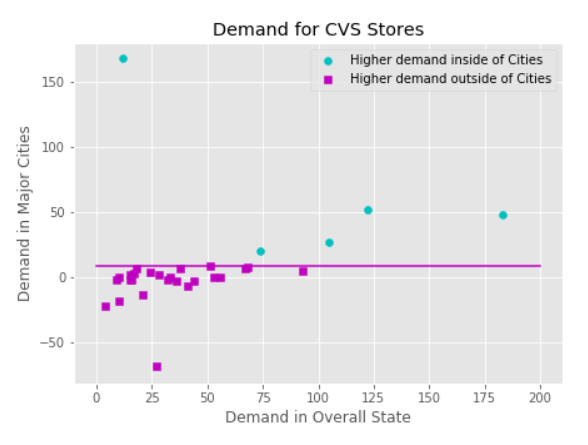 Demand for CVS Stores
Higher demand inside of Cities
Higher demand outside of Cities
150
100
50
0
−50
Demand in Major Cities
0 25 50 75 100 125 150 175 200
Demand in Overall State